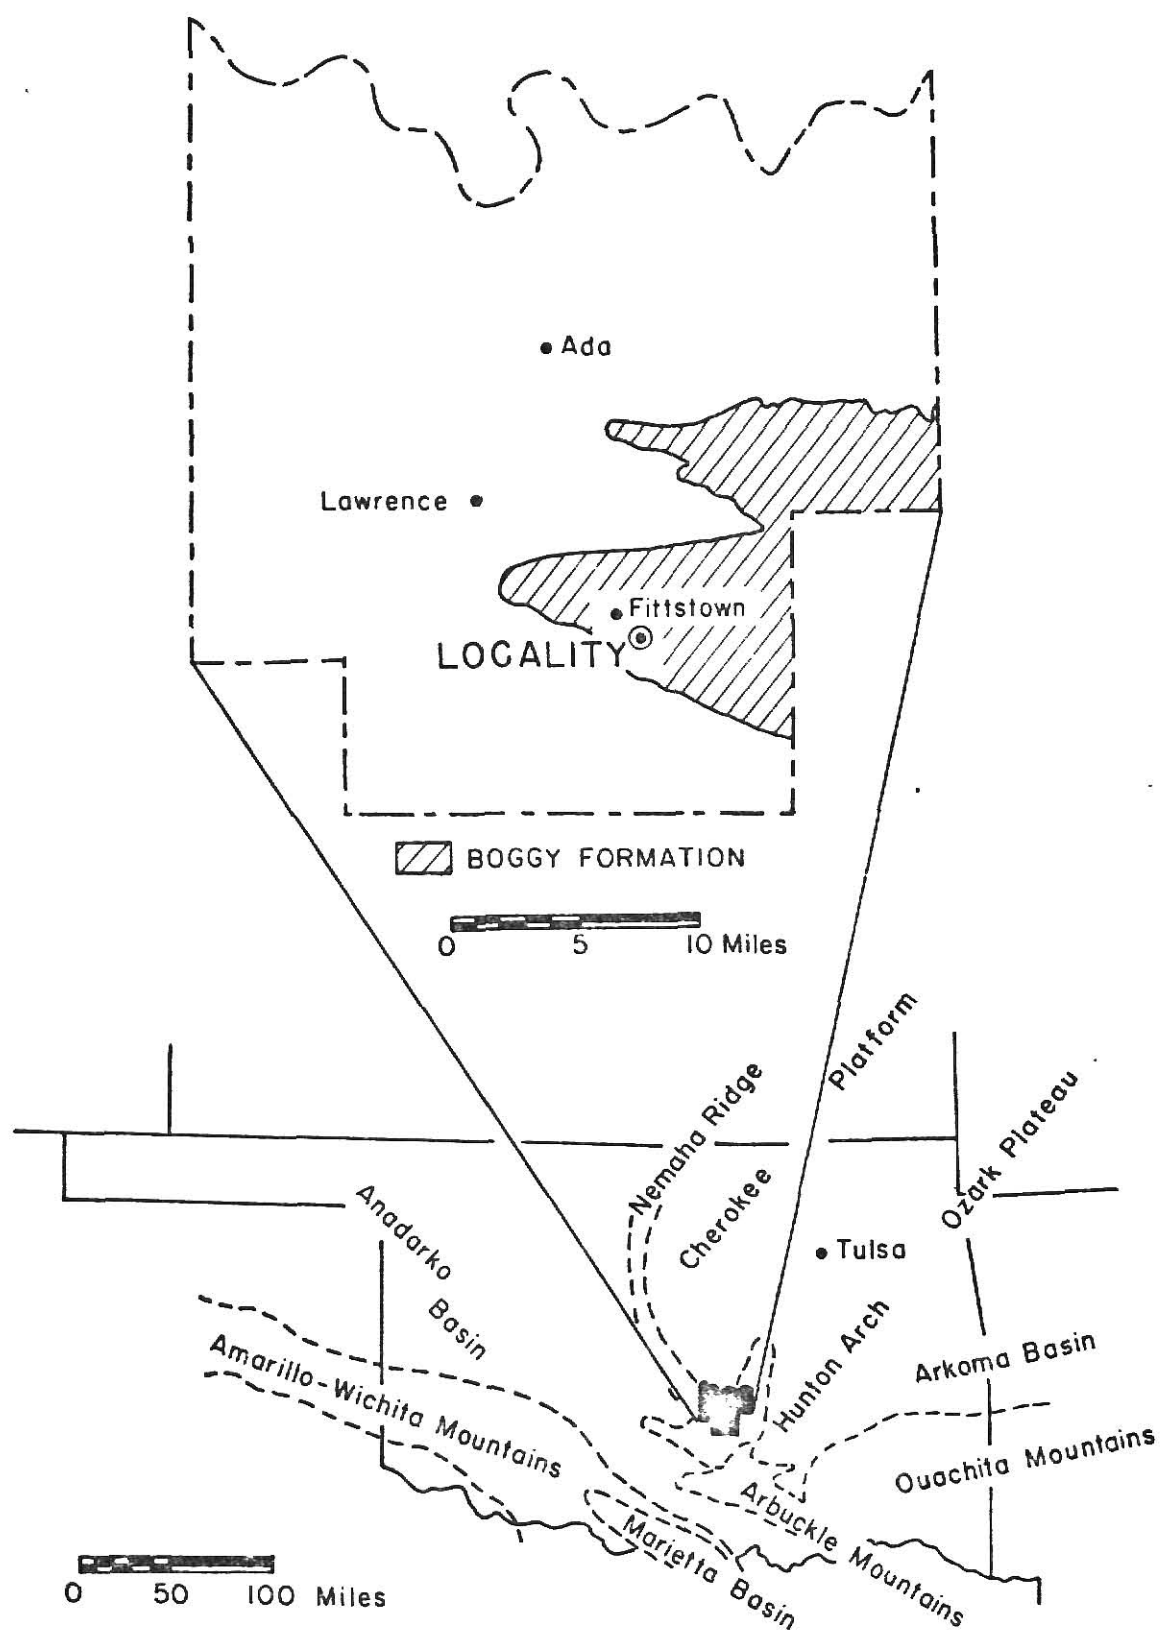 Ada
Lawrence
Fittstown
LOCALITY
BOGGY FORMATION
0 5 10 Miles
Platform
Nemaha Ridge
Cherokee
Ozark Plateau
Anadarko
Basin
Tulsa
Amarillo-Wichita Mountains
Hunton Arch
Arkoma Basin
Ouachita Mountains
Arbuckle Mountains
Marietta Basin
0 50 100 Miles